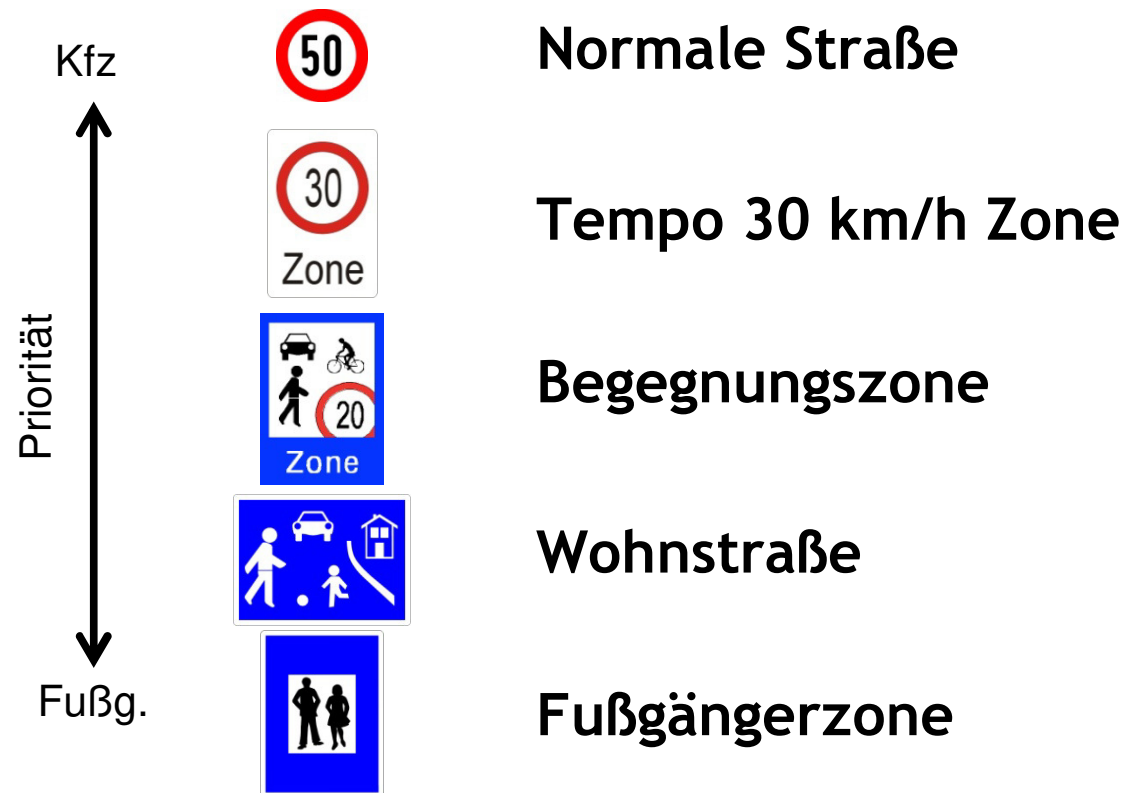 Kfz
50
Normale Straße
30
Zone
Tempo 30 km/h Zone
Priorität
20
Zone
Begegnungszone
Wohnstraße
Fußg.
Fußgängerzone